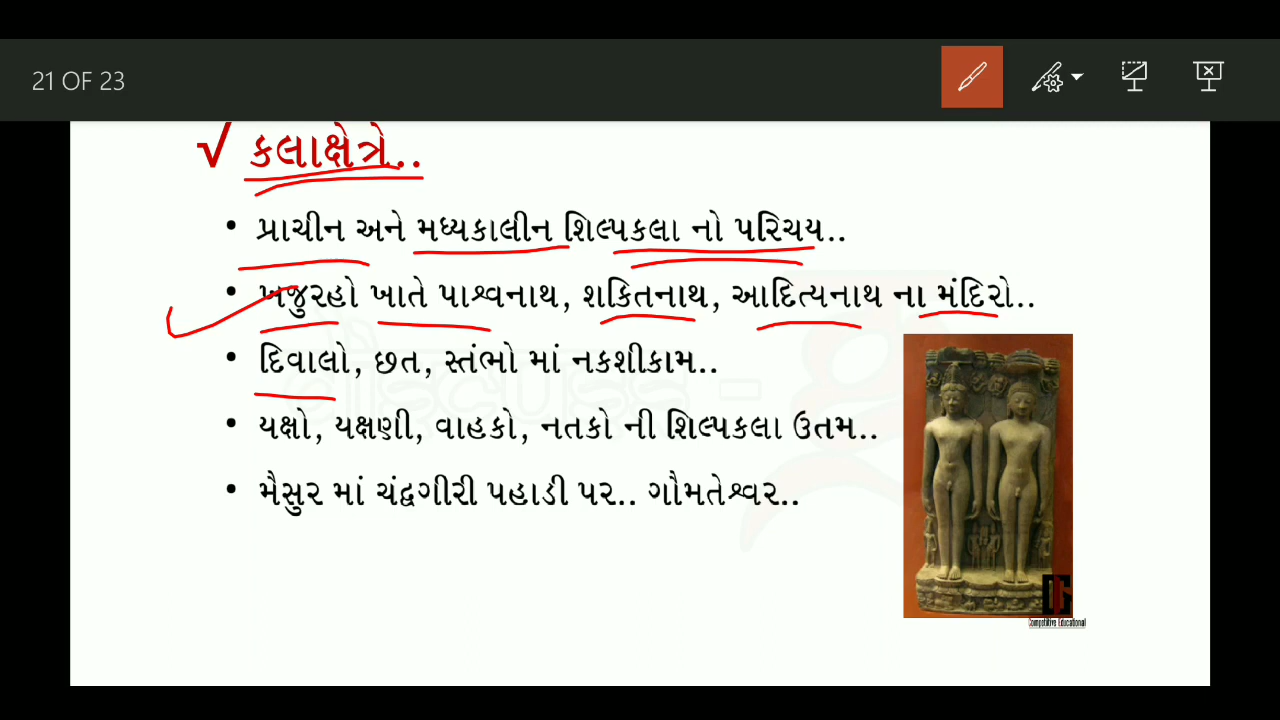 21 OF 23
√ કલાક્ષેત્રે..
• પ્રાચીન અને મધ્યકાલીન શિલ્પકલા નો પરિચય..
• ખજુરહો ખાતે પાશ્વનાથ, શકિતનાથ, આદિત્યનાથ ના મંદિરો..
• દિવાલો, છત, સ્તંભો માં નકશીકામ..
• યક્ષો, યક્ષણી, વાહકો, નતકો ની શિલ્પકલા ઉતમ..
• મૈસુર માં ચંદ્વગીરી પહાડી પર.. ગૌમતેશ્વર..
Competitive Educational